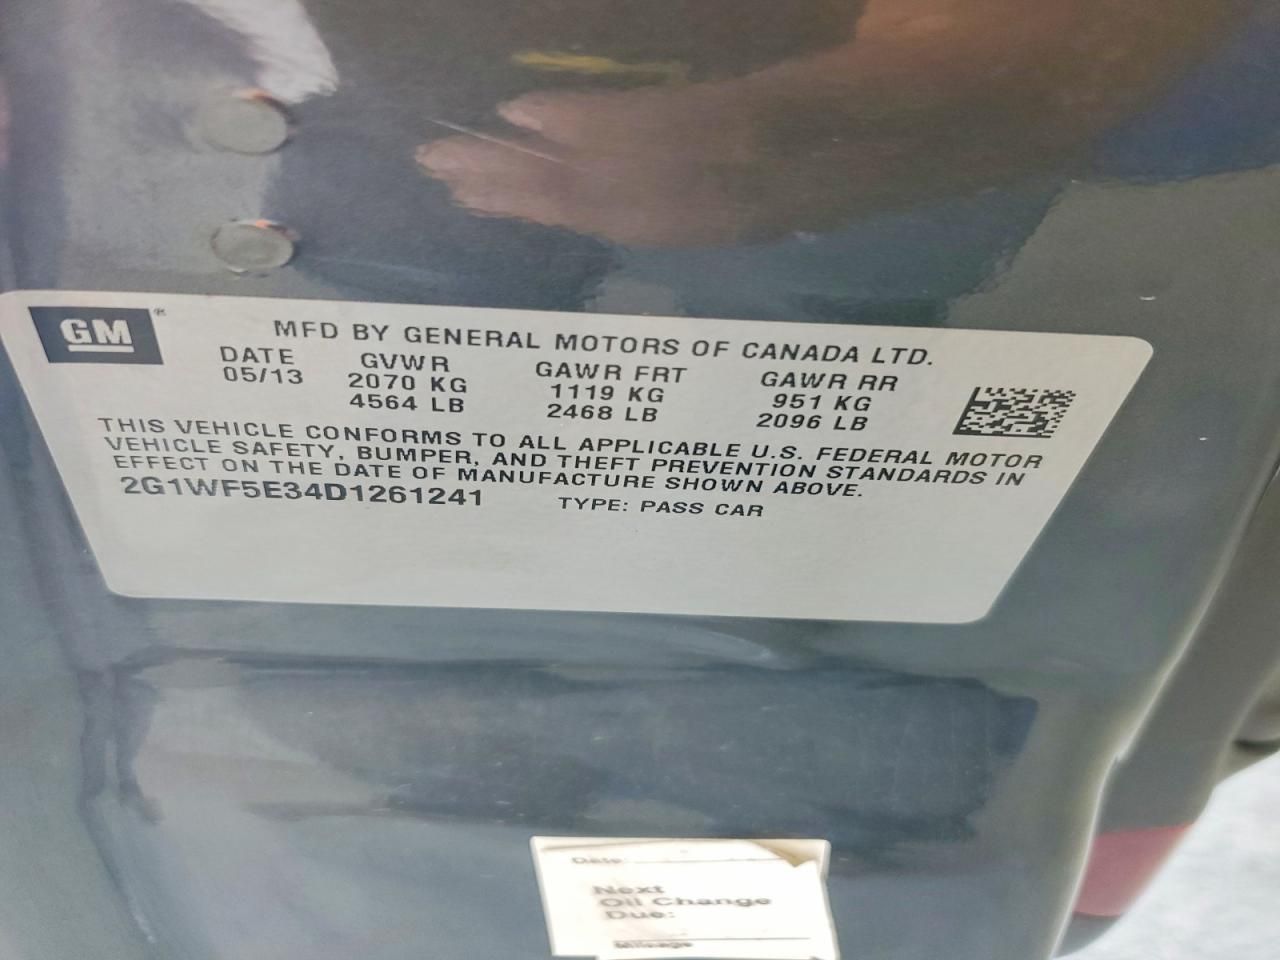 GM®
MFD BY GENERAL MOTORS OF CANADA LTD.
DATE GVWR GAWR FRT GAWR RR
05/13 2070 KG 1119 KG 951 KG
4564 LB 2468 LB 2096 LB
THIS VEHICLE CONFORMS TO ALL APPLICABLE U.S. FEDERAL MOTOR
VEHICLE SAFETY, BUMPER, AND THEFT PREVENTION STANDARDS IN
EFFECT ON THE DATE OF MANUFACTURE SHOWN ABOVE.
2G1WF5E34D1261241 TYPE: PASS CAR
Date:
Next
Oil Change
Due:
Mileage